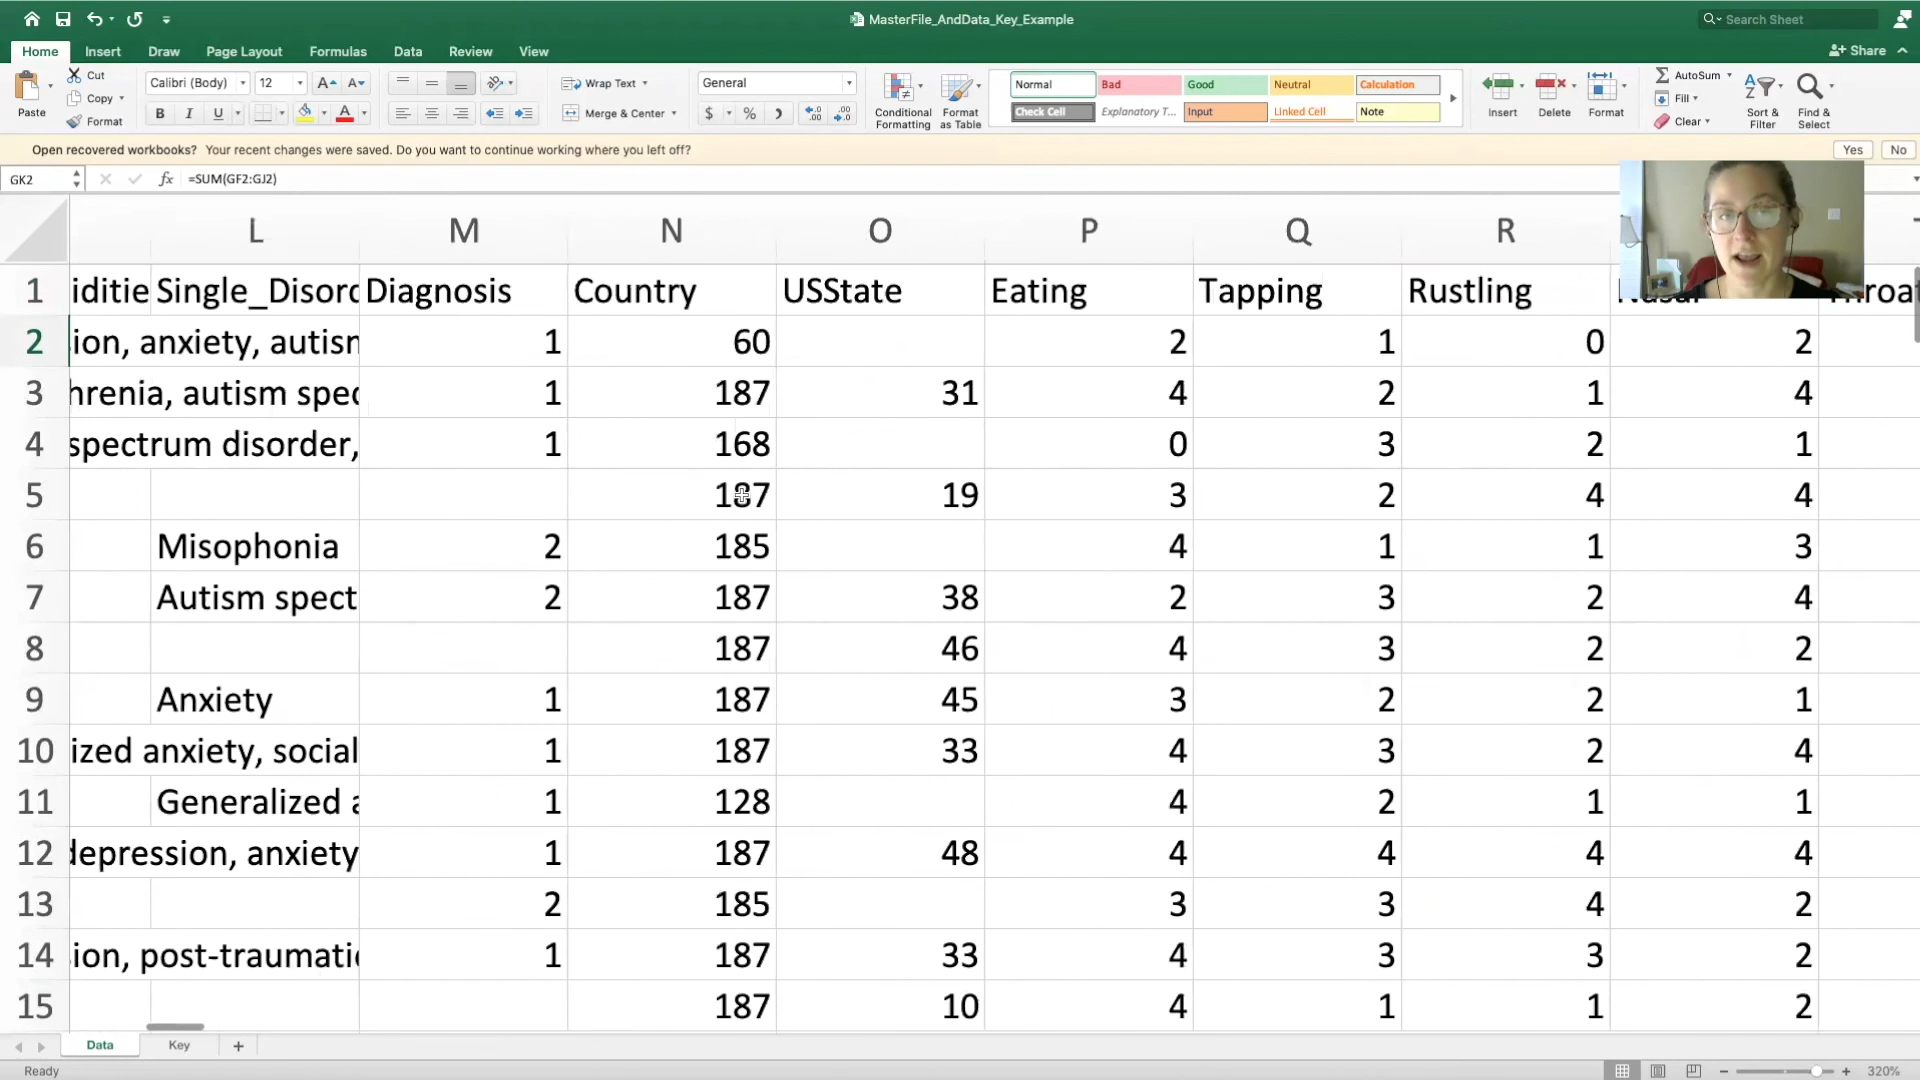 MasterFile_AndData_Key_Example
Search Sheet
Home Insert Draw Page Layout Formulas Data Review View
Share
Paste
Cut
Copy
Format
Calibri (Body) 12
B I U
Wrap Text
Merge & Center
General
$ % )
Conditional Formatting
Format as Table
Normal Bad Good Neutral Calculation
Check Cell Explanatory T... Input Linked Cell Note
Insert Delete Format
AutoSum
Fill
Clear
Sort & Filter
Find & Select
Open recovered workbooks? Your recent changes were saved. Do you want to continue working where you left off?
Yes No
GK2 fx =SUM(GF2:GJ2)
L M N O P Q R
1 iditie Single_Disord Diagnosis Country USState Eating Tapping Rustling
2 sion, anxiety, autism 1 60 2 1 0 2
3 hrenia, autism spec 1 187 31 4 2 1 4
4 spectrum disorder, 1 168 0 3 2 1
5 187 19 3 2 4 4
6 Misophonia 2 185 4 1 1 3
7 Autism spect 2 187 38 2 3 2 4
8 187 46 4 3 2 2
9 Anxiety 1 187 45 3 2 2 1
10 ized anxiety, social 1 187 33 4 3 2 4
11 Generalized a 1 128 4 2 1 1
12 depression, anxiety 1 187 48 4 4 4 4
13 2 185 3 3 4 2
14 sion, post-traumatic 1 187 33 4 3 3 2
15 187 10 4 1 1 2
Data Key +
Ready
320%